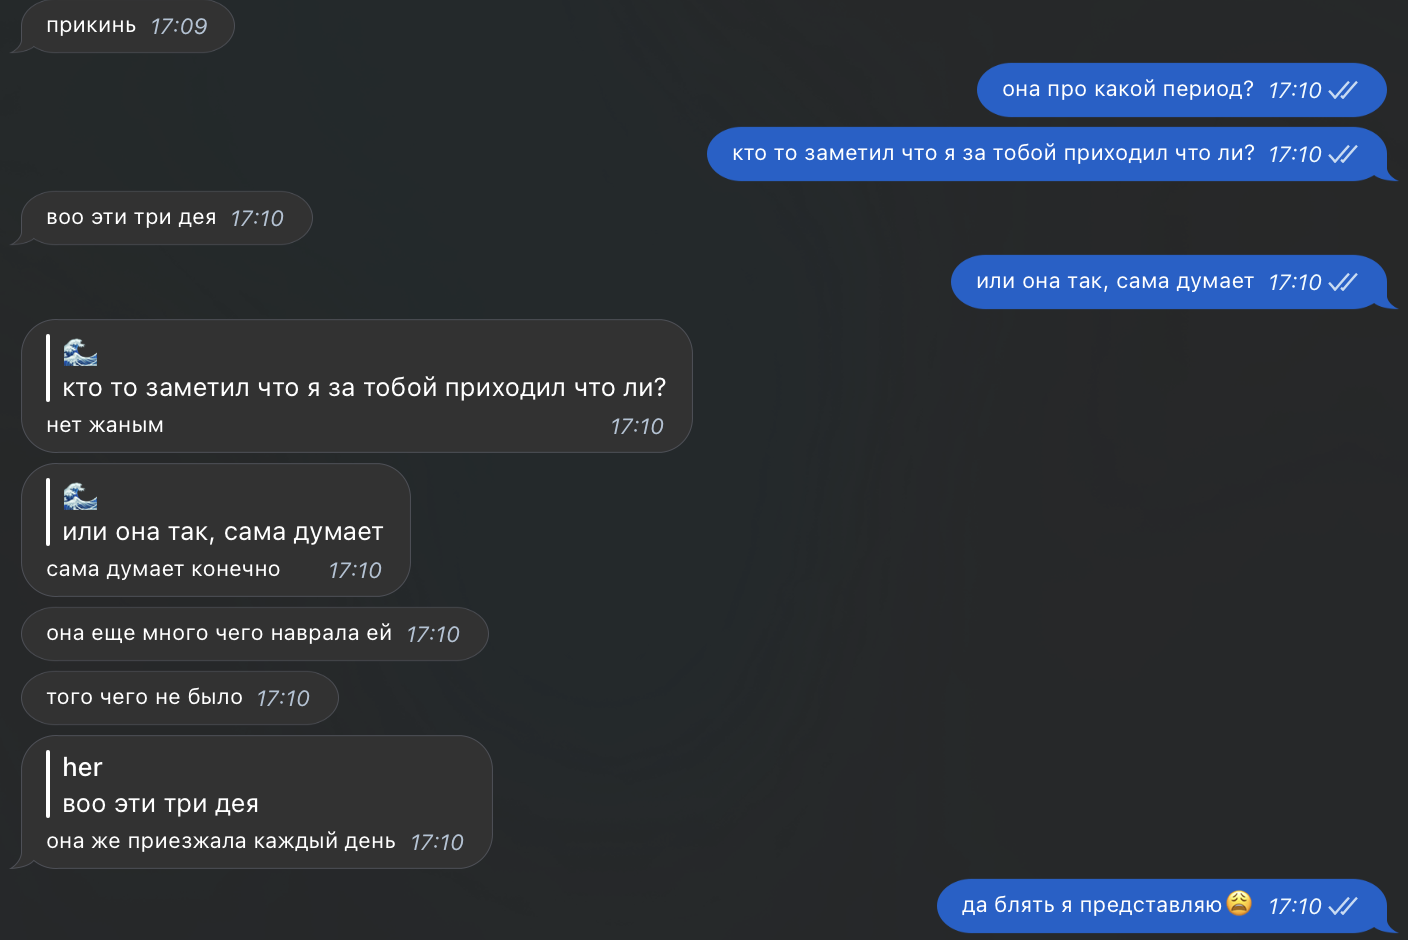 прикинь 17:09
она про какой период? 17:10
кто то заметил что я за тобой приходил что ли? 17:10
воо эти три дея 17:10
или она так, сама думает 17:10
🌊
кто то заметил что я за тобой приходил что ли?
нет жаным 17:10
🌊
или она так, сама думает
сама думает конечно 17:10
она еще много чего наврала ей 17:10
того чего не было 17:10
her
воо эти три дея
она же приезжала каждый день 17:10
да блять я представляю😩 17:10